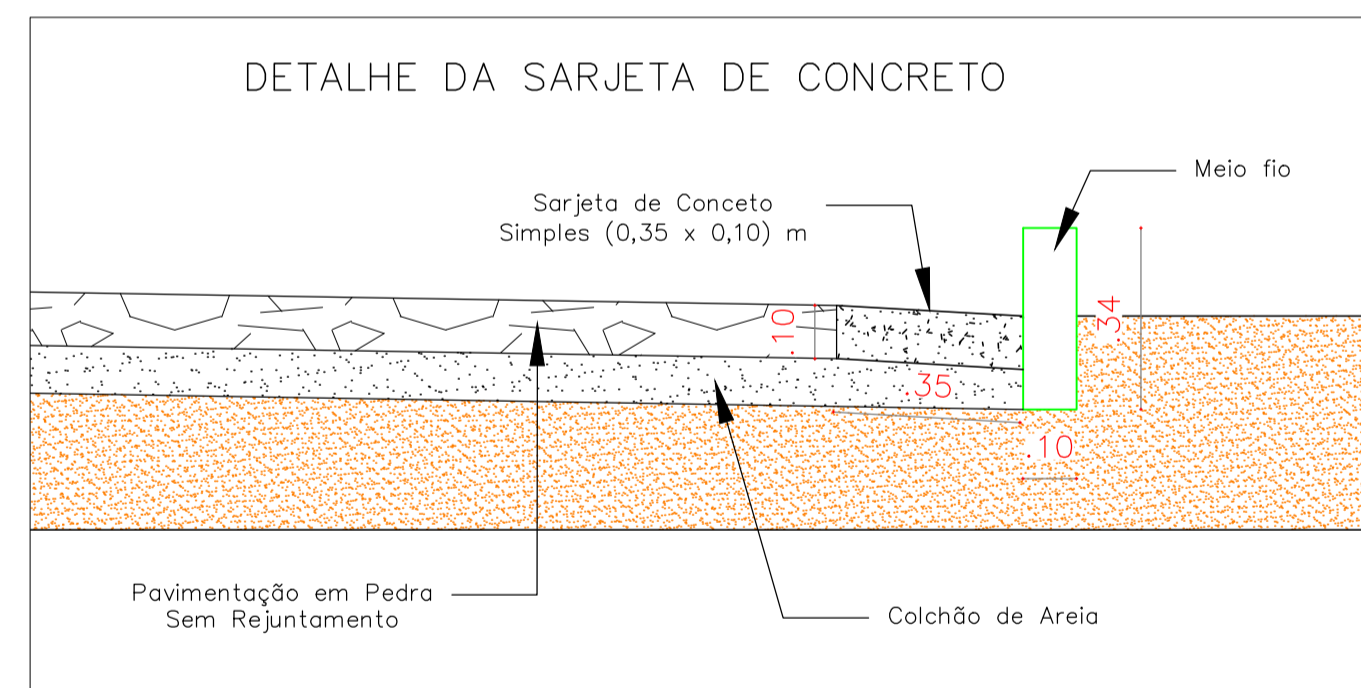 DETALHE DA SARJETA DE CONCRETO
Meio fio
Sarjeta de Conceto
Simples (0,35 x 0,10) m
.10
.34
.35
.10
Pavimentação em Pedra
Sem Rejuntamento
Colchão de Areia